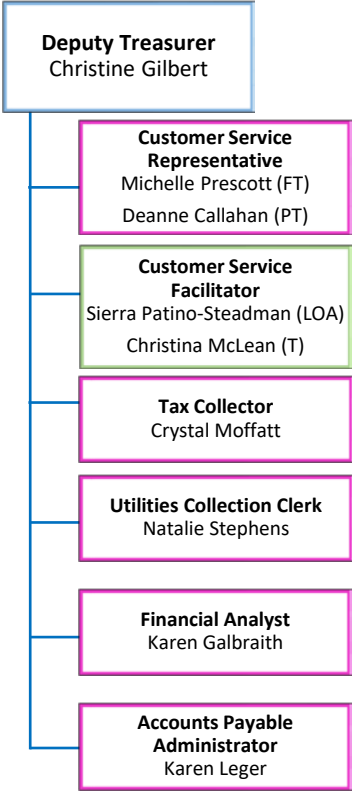 Deputy Treasurer
Christine Gilbert
Customer Service
Representative
Michelle Prescott (FT)
Deanne Callahan (PT)
Customer Service
Facilitator
Sierra Patino-Steadman (LOA)
Christina McLean (T)
Tax Collector
Crystal Moffatt
Utilities Collection Clerk
Natalie Stephens
Financial Analyst
Karen Galbraith
Accounts Payable
Administrator
Karen Leger